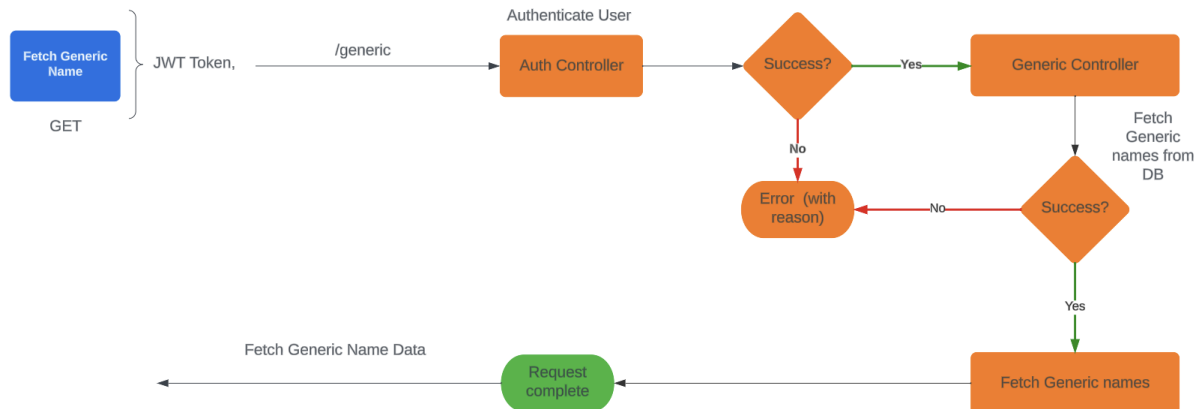 Authenticate User
Fetch Generic
Name
JWT Token,
/generic
Auth Controller
Success?
Yes
Generic Controller
GET
Fetch
Generic
names from
DB
No
Error (with
reason)
No
Success?
Yes
Fetch Generic Name Data
Request
complete
Fetch Generic names